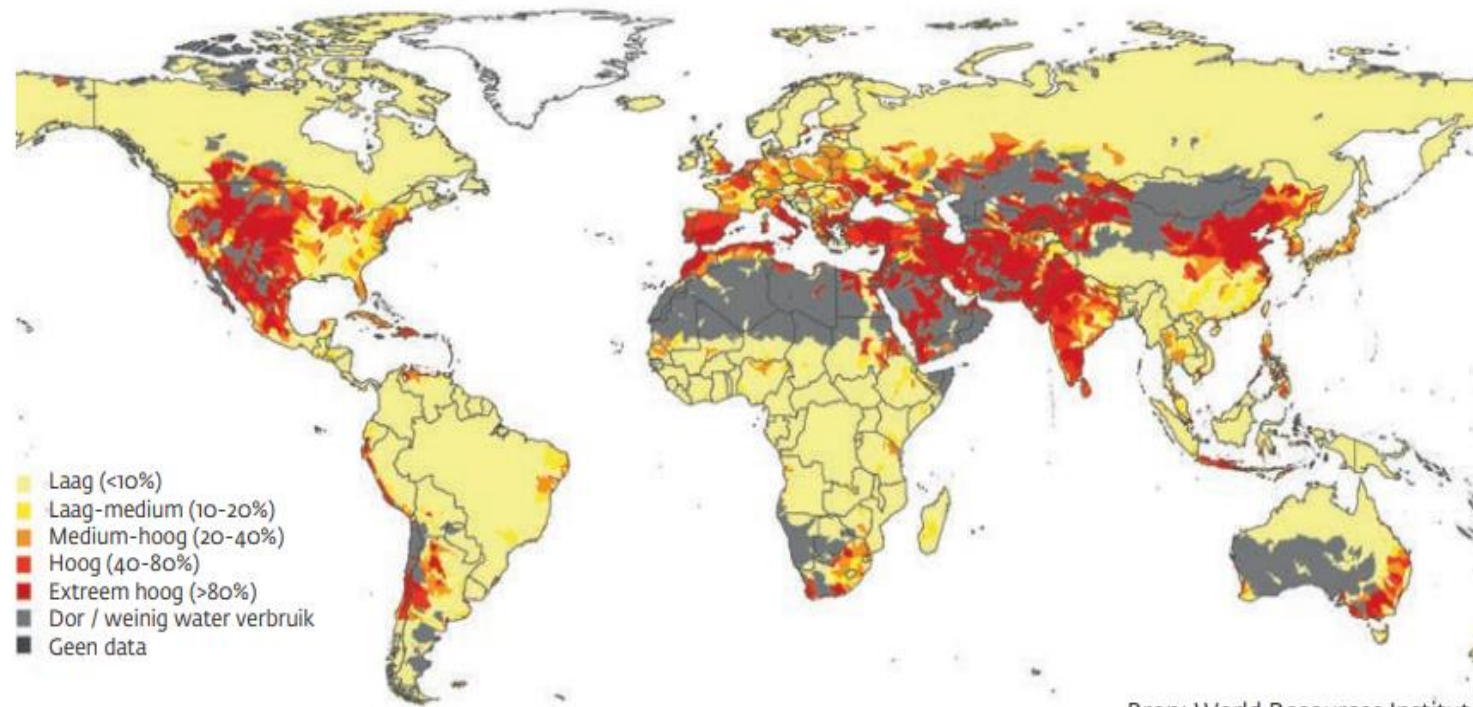 Laag (<10%)
Laag-medium (10-20%)
Medium-hoog (20-40%)
Hoog (40-80%)
Extreem hoog (>80%)
Dor / weinig water verbruik
Geen data